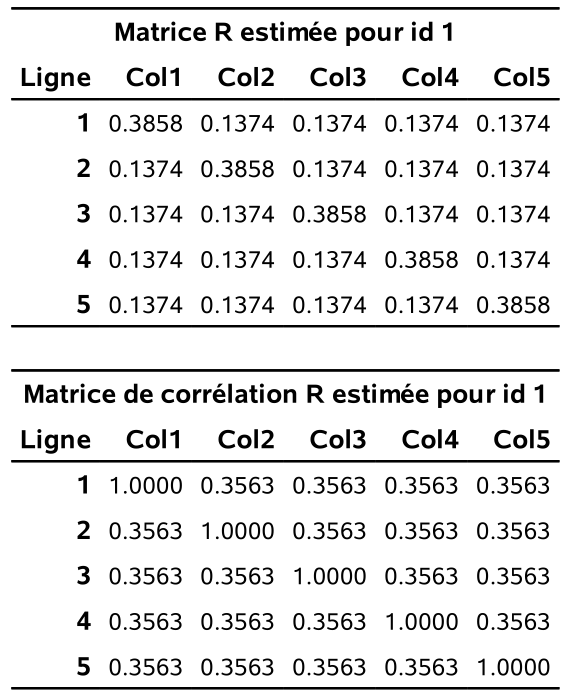 Matrice R estimée pour id 1
Ligne Col1 Col2 Col3 Col4 Col5
1 0.3858 0.1374 0.1374 0.1374 0.1374
2 0.1374 0.3858 0.1374 0.1374 0.1374
3 0.1374 0.1374 0.3858 0.1374 0.1374
4 0.1374 0.1374 0.1374 0.3858 0.1374
5 0.1374 0.1374 0.1374 0.1374 0.3858
Matrice de corrélation R estimée pour id 1
Ligne Col1 Col2 Col3 Col4 Col5
1 1.0000 0.3563 0.3563 0.3563 0.3563
2 0.3563 1.0000 0.3563 0.3563 0.3563
3 0.3563 0.3563 1.0000 0.3563 0.3563
4 0.3563 0.3563 0.3563 1.0000 0.3563
5 0.3563 0.3563 0.3563 0.3563 1.0000